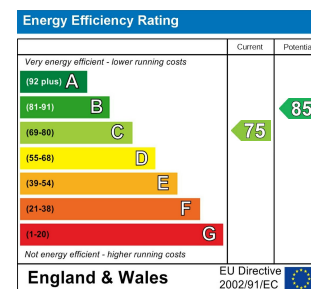 Energy Efficiency Rating
Current Potentia
Very energy efficient - lower running costs
(92 plus) A
(81-91) B
(69-80) C
(55-68) D
(39-54) E
(21-38) F
(1-20) G
75
85
Not energy efficient - higher running costs
England & Wales
EU Directive
2002/91/EC